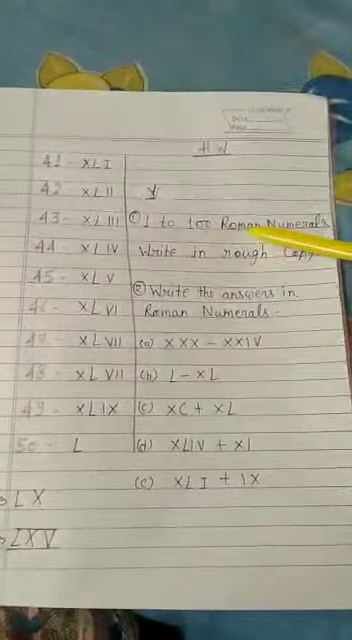 Date
HW
41 - XLI
42 - XLII
43 - XLIII
44 - XLIV
45 - XLV
46 - XLVI
47 - XLVII
48 - XLVII
49 - XLIX
50 - L
LX
LXV
① 1 to 100 Roman Numerals
Write in rough Copy
② Write the answers in
Roman Numerals -
(a) XXX - XXIV
(b) L - XL
(c) XC + XL
(d) XLIV + XI
(e) XLI + IX